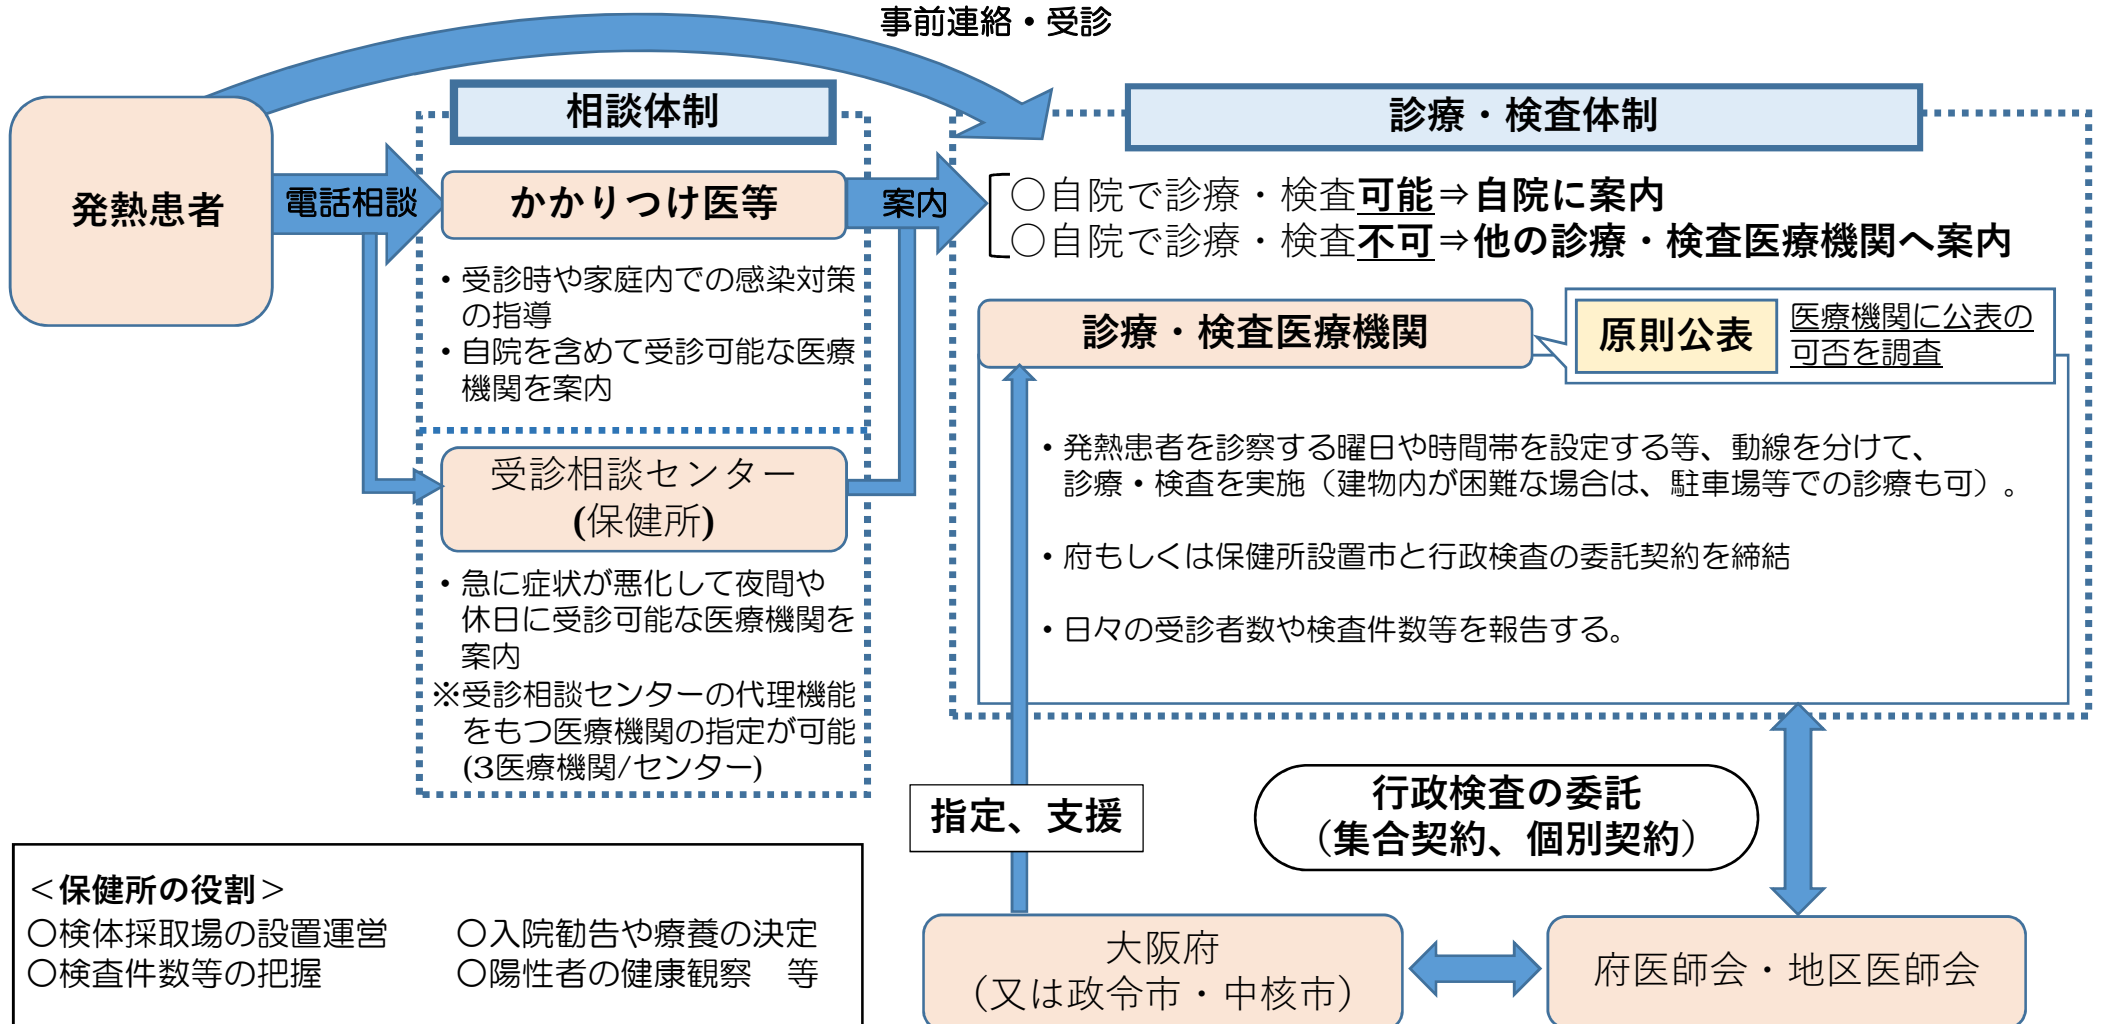 事前連絡・受診
相談体制
診療・検査体制
発熱患者
電話相談
かかりつけ医等
案内
○自院で診療・検査可能⇒自院に案内
○自院で診療・検査不可⇒他の診療・検査医療機関へ案内
・受診時や家庭内での感染対策
の指導
・自院を含めて受診可能な医療
機関を案内
診療・検査医療機関
原則公表
医療機関に公表の
可否を調査
受診相談センター
(保健所)
・急に症状が悪化して夜間や
休日に受診可能な医療機関を
案内
※受診相談センターの代理機能
をもつ医療機関の指定が可能
(3医療機関/センター)
・発熱患者を診察する曜日や時間帯を設定する等、動線を分けて、
診療・検査を実施（建物内が困難な場合は、駐車場等での診療も可）。
・府もしくは保健所設置市と行政検査の委託契約を締結
・日々の受診者数や検査件数等を報告する。
指定、支援
行政検査の委託
（集合契約、個別契約）
＜保健所の役割＞
○検体採取場の設置運営　○入院勧告や療養の決定
○検査件数等の把握　○陽性者の健康観察　等
大阪府
（又は政令市・中核市）
府医師会・地区医師会